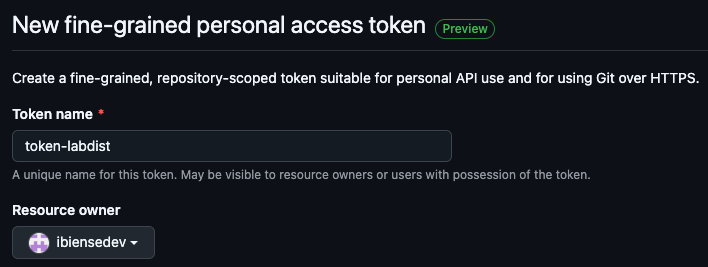 New fine-grained personal access token Preview
Create a fine-grained, repository-scoped token suitable for personal API use and for using Git over HTTPS.
Token name *
token-labdist
A unique name for this token. May be visible to resource owners or users with possession of the token.
Resource owner
ibiensedev